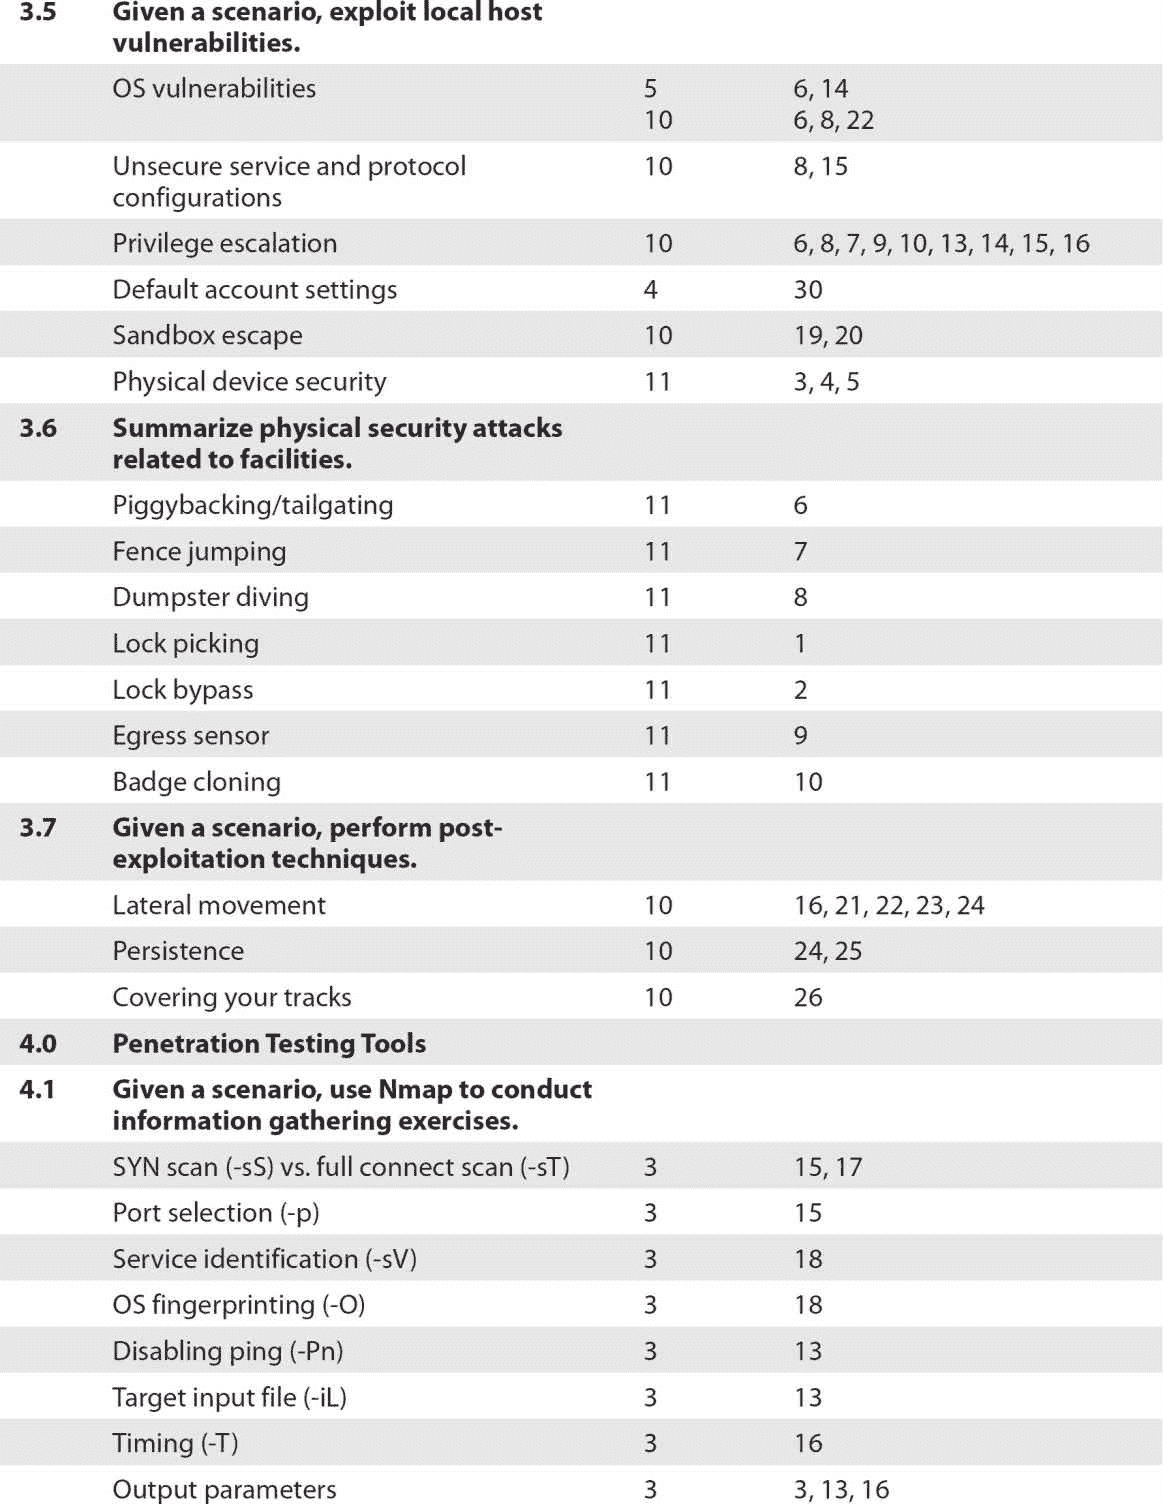 3.5 Given a scenario, exploit local host
vulnerabilities.
OS vulnerabilities 5 6, 14
10 6, 8, 22
Unsecure service and protocol 10 8, 15
configurations
Privilege escalation 10 6, 8, 7, 9, 10, 13, 14, 15, 16
Default account settings 4 30
Sandbox escape 10 19, 20
Physical device security 11 3, 4, 5
3.6 Summarize physical security attacks
related to facilities.
Piggybacking/tailgating 11 6
Fence jumping 11 7
Dumpster diving 11 8
Lock picking 11 1
Lock bypass 11 2
Egress sensor 11 9
Badge cloning 11 10
3.7 Given a scenario, perform post-
exploitation techniques.
Lateral movement 10 16, 21, 22, 23, 24
Persistence 10 24, 25
Covering your tracks 10 26
4.0 Penetration Testing Tools
4.1 Given a scenario, use Nmap to conduct
information gathering exercises.
SYN scan (-sS) vs. full connect scan (-sT) 3 15, 17
Port selection (-p) 3 15
Service identification (-sV) 3 18
OS fingerprinting (-O) 3 18
Disabling ping (-Pn) 3 13
Target input file (-iL) 3 13
Timing (-T) 3 16
Output parameters 3 3, 13, 16